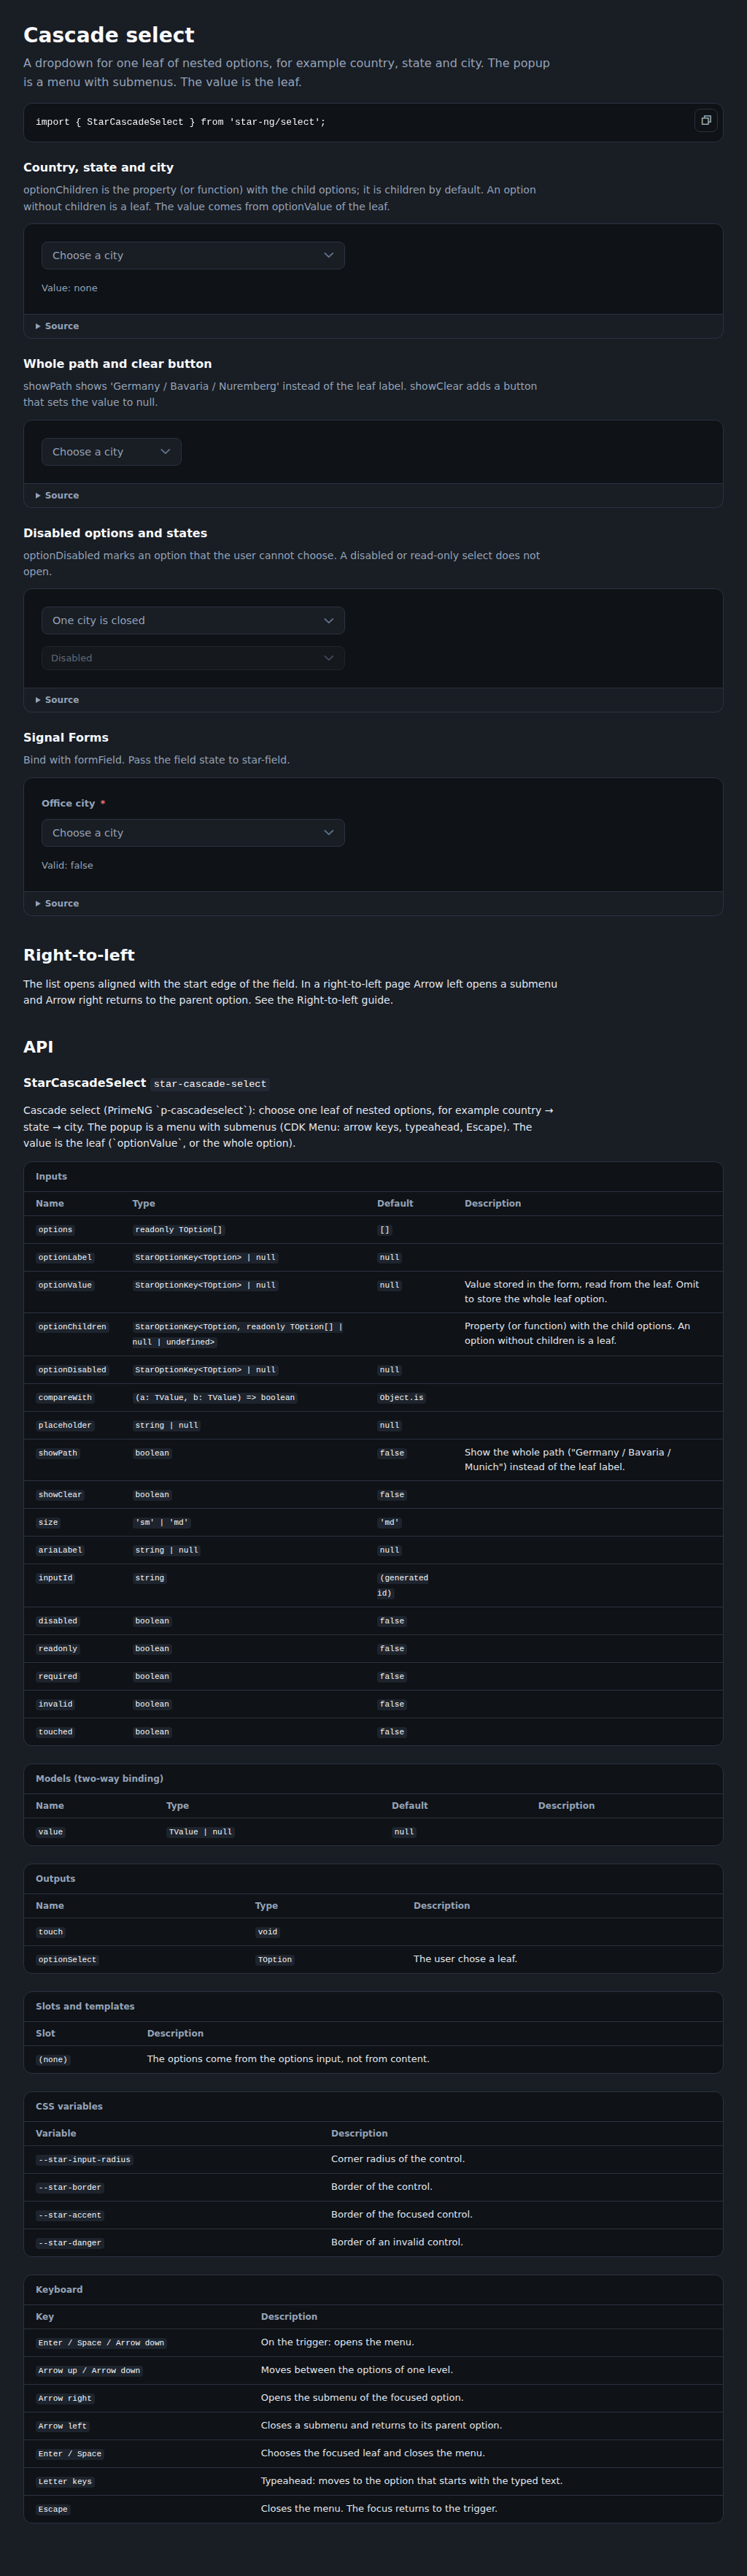 Cascade select
A dropdown for one leaf of nested options, for example country, state and city. The popup
is a menu with submenus. The value is the leaf.
import { StarCascadeSelect } from 'star-ng/select';
Country, state and city
optionChildren is the property (or function) with the child options; it is children by default. An option
without children is a leaf. The value comes from optionValue of the leaf.
Choose a city
Value: none
Source
Whole path and clear button
showPath shows 'Germany / Bavaria / Nuremberg' instead of the leaf label. showClear adds a button
that sets the value to null.
Choose a city
Source
Disabled options and states
optionDisabled marks an option that the user cannot choose. A disabled or read-only select does not
open.
One city is closed
Disabled
Source
Signal Forms
Bind with formField. Pass the field state to star-field.
Office city *
Choose a city
Valid: false
Source
Right-to-left
The list opens aligned with the start edge of the field. In a right-to-left page Arrow left opens a submenu
and Arrow right returns to the parent option. See the Right-to-left guide.
API
StarCascadeSelect star-cascade-select
Cascade select (PrimeNG `p-cascadeselect`): choose one leaf of nested options, for example country →
state → city. The popup is a menu with submenus (CDK Menu: arrow keys, typeahead, Escape). The
value is the leaf (`optionValue`, or the whole option).
Inputs
Name Type Default Description
options readonly TOption[] []
optionLabel StarOptionKey<TOption> | null null
optionValue StarOptionKey<TOption> | null null Value stored in the form, read from the leaf. Omit
to store the whole leaf option.
optionChildren StarOptionKey<TOption, readonly TOption[] | Property (or function) with the child options. An
null | undefined> option without children is a leaf.
optionDisabled StarOptionKey<TOption> | null null
compareWith (a: TValue, b: TValue) => boolean Object.is
placeholder string | null null
showPath boolean false Show the whole path ("Germany / Bavaria /
Munich") instead of the leaf label.
showClear boolean false
size 'sm' | 'md' 'md'
ariaLabel string | null null
inputId string (generated
id)
disabled boolean false
readonly boolean false
required boolean false
invalid boolean false
touched boolean false
Models (two-way binding)
Name Type Default Description
value TValue | null null
Outputs
Name Type Description
touch void
optionSelect TOption The user chose a leaf.
Slots and templates
Slot Description
(none) The options come from the options input, not from content.
CSS variables
Variable Description
--star-input-radius Corner radius of the control.
--star-border Border of the control.
--star-accent Border of the focused control.
--star-danger Border of an invalid control.
Keyboard
Key Description
Enter / Space / Arrow down On the trigger: opens the menu.
Arrow up / Arrow down Moves between the options of one level.
Arrow right Opens the submenu of the focused option.
Arrow left Closes a submenu and returns to its parent option.
Enter / Space Chooses the focused leaf and closes the menu.
Letter keys Typeahead: moves to the option that starts with the typed text.
Escape Closes the menu. The focus returns to the trigger.